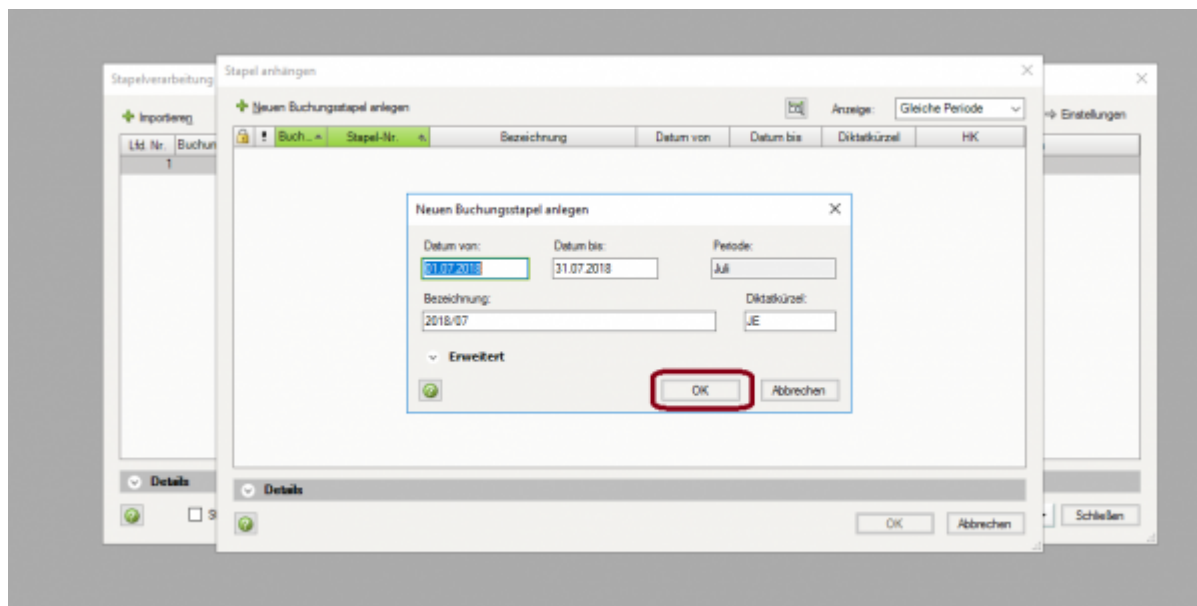 Stapelverarbeitung
Importieren
Einstellungen
Lfd. Nr.
1
Details
Schließen
Stapel anhängen
Neuen Buchungsstapel anlegen
Anzeige: Gleiche Periode
! Buch... Stapel-Nr. Bezeichnung Datum von Datum bis Diktatkürzel HK
Neuen Buchungsstapel anlegen
Datum von: Datum bis: Periode:
01.07.2018 31.07.2018 Juli
Bezeichnung: Diktatkürzel:
2018/07 JE
Erweitert
OK Abbrechen
Details
OK Abbrechen